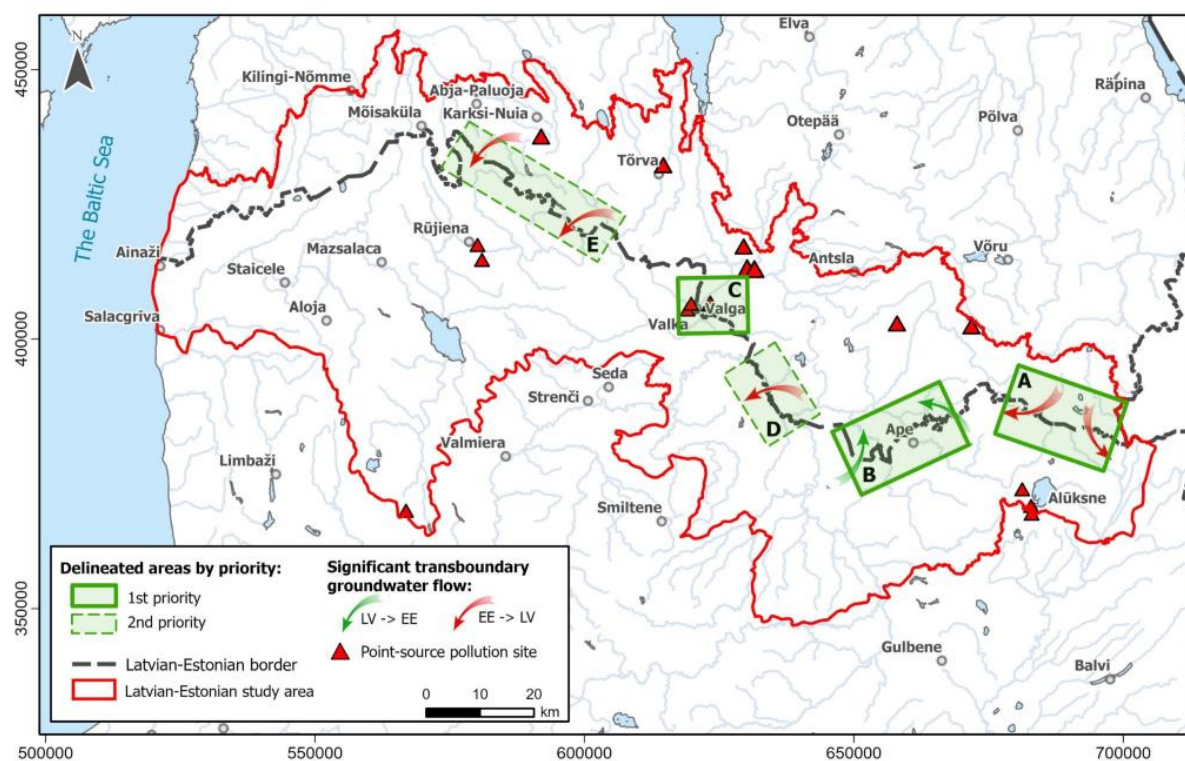 N
450000
400000
350000
The Baltic Sea
Elva
Kilingi-Nõmme
Abja-Paluoja
Räpina
Mõisaküla
Karksi-Nuia
Otepää
Põlva
Tõrva
Rūjiena
E
Ainaži
Mazsalaca
Antsla
Võru
Staicele
C
Salacgrīva
Aloja
Valka
Valga
A
Seda
Strenči
D
Ape
B
Valmiera
Limbaži
Alūksne
Smiltene
Gulbene
Balvi
Delineated areas by priority:
1st priority
2nd priority
Latvian-Estonian border
Latvian-Estonian study area
Significant transboundary
groundwater flow:
LV -> EE
EE -> LV
Point-source pollution site
0 10 20
km
500000 550000 600000 650000 700000